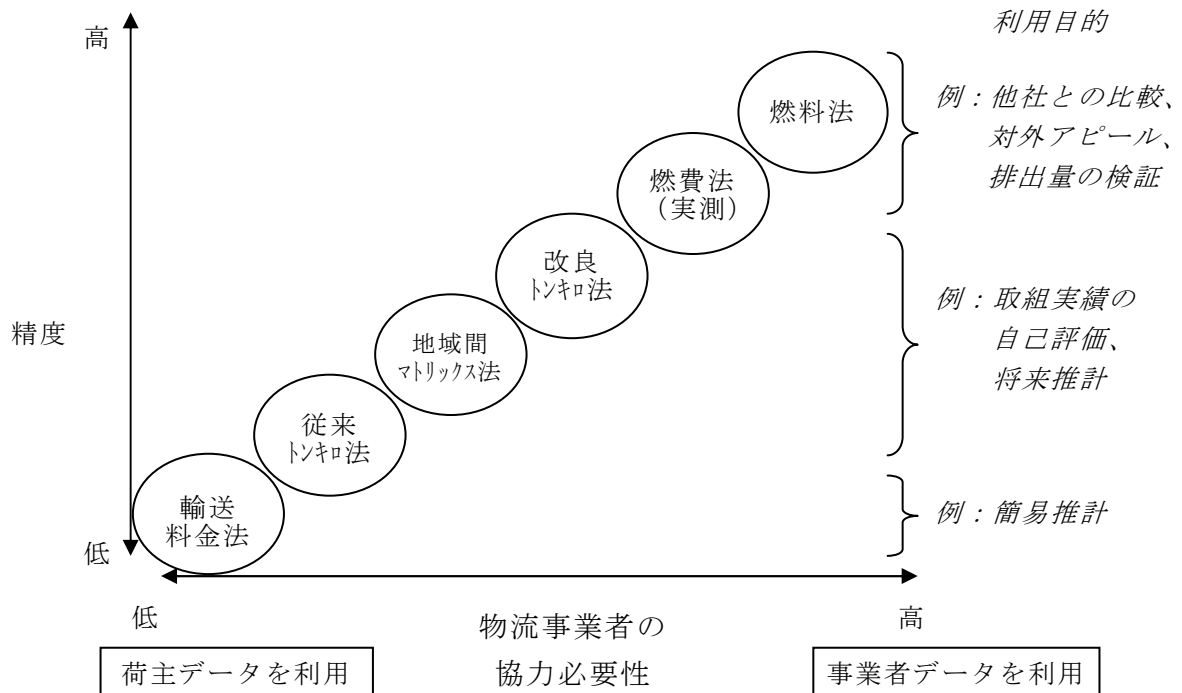 利用目的
高
燃料法
例：他社との比較、
対外アピール、
排出量の検証
燃費法
（実測）
改良
ﾄﾝｷﾛ法
例：取組実績の
自己評価、
将来推計
精度
地域間
ﾏﾄﾘｯｸｽ法
従来
ﾄﾝｷﾛ法
輸送
料金法
例：簡易推計
低
低
物流事業者の
協力必要性
高
荷主データを利用
事業者データを利用